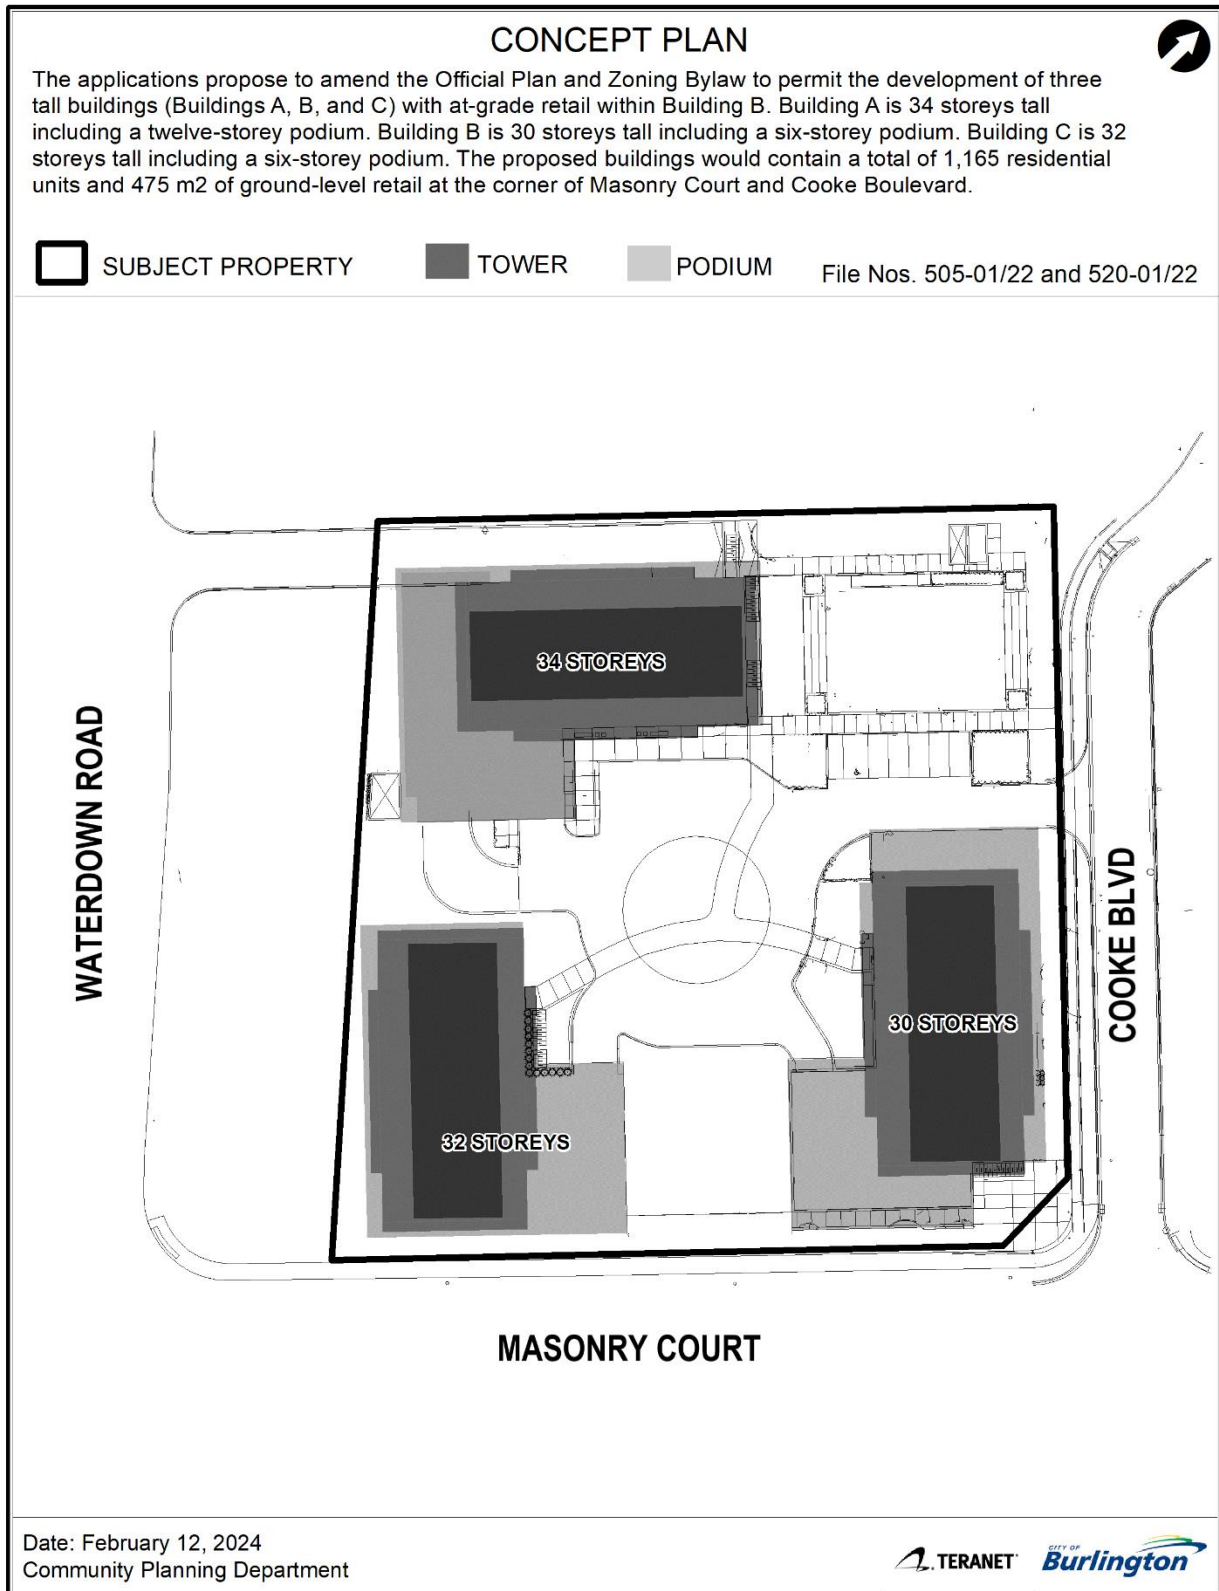 CONCEPT PLAN
The applications propose to amend the Official Plan and Zoning Bylaw to permit the development of three
tall buildings (Buildings A, B, and C) with at-grade retail within Building B. Building A is 34 storeys tall
including a twelve-storey podium. Building B is 30 storeys tall including a six-storey podium. Building C is 32
storeys tall including a six-storey podium. The proposed buildings would contain a total of 1,165 residential
units and 475 m2 of ground-level retail at the corner of Masonry Court and Cooke Boulevard.
SUBJECT PROPERTY
TOWER
PODIUM
File Nos. 505-01/22 and 520-01/22
34 STOREYS
WATERDOWN ROAD
COOKE BLVD
30 STOREYS
32 STOREYS
MASONRY COURT
Date: February 12, 2024
Community Planning Department
TERANET
CITY OF
Burlington